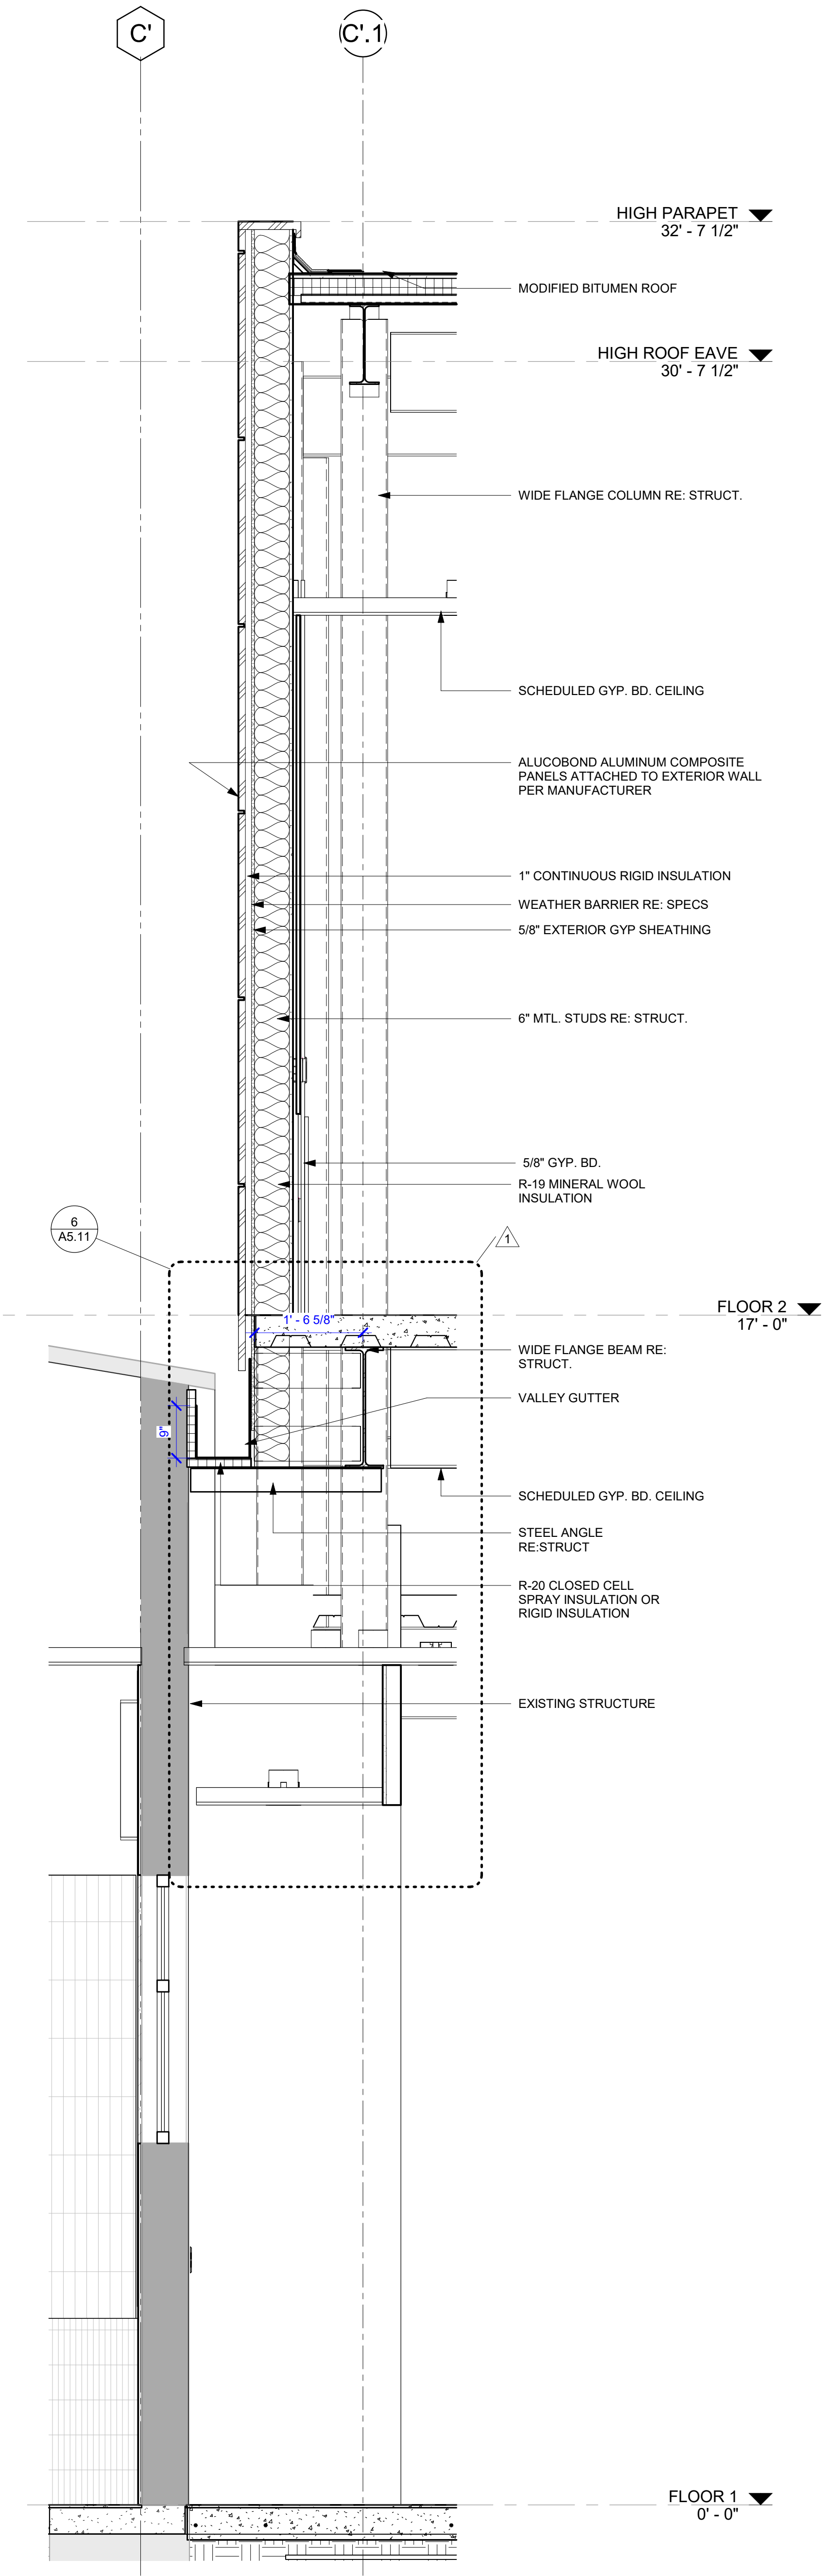 C'
C'.1
HIGH PARAPET
32' - 7 1/2"
MODIFIED BITUMEN ROOF
HIGH ROOF EAVE
30' - 7 1/2"
WIDE FLANGE COLUMN RE: STRUCT.
SCHEDULED GYP. BD. CEILING
ALUCOBOND ALUMINUM COMPOSITE
PANELS ATTACHED TO EXTERIOR WALL
PER MANUFACTURER
1" CONTINUOUS RIGID INSULATION
WEATHER BARRIER RE: SPECS
5/8" EXTERIOR GYP SHEATHING
6" MTL. STUDS RE: STRUCT.
5/8" GYP. BD.
R-19 MINERAL WOOL
INSULATION
6
A5.11
1
FLOOR 2
17' - 0"
1' - 6 5/8"
WIDE FLANGE BEAM RE:
STRUCT.
VALLEY GUTTER
9"
SCHEDULED GYP. BD. CEILING
STEEL ANGLE
RE:STRUCT
R-20 CLOSED CELL
SPRAY INSULATION OR
RIGID INSULATION
EXISTING STRUCTURE
FLOOR 1
0' - 0"